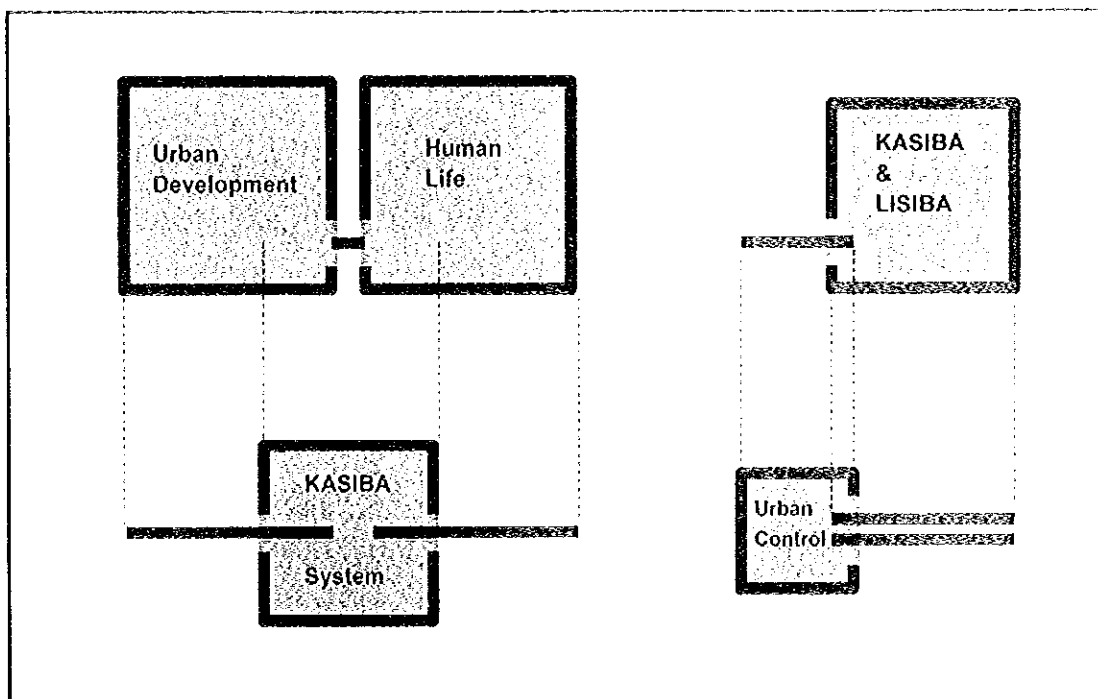 Urban
Development
Human
Life
KASIBA
&
LISIBA
KASIBA
System
Urban
Control